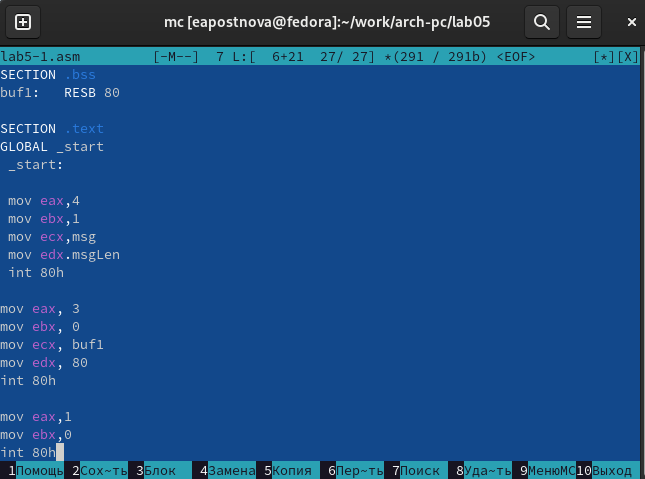 mc [eapostnova@fedora]:~/work/arch-pc/lab05
lab5-1.asm [-M--] 7 L:[ 6+21 27/ 27] *(291 / 291b) <EOF> [*][X]
SECTION .bss
buf1: RESB 80
SECTION .text
GLOBAL _start
_start:
mov eax,4
mov ebx,1
mov ecx,msg
mov edx.msgLen
int 80h
mov eax, 3
mov ebx, 0
mov ecx, buf1
mov edx, 80
int 80h
mov eax,1
mov ebx,0
int 80h
1Помощь 2Сох~ть 3Блок 4Замена 5Копия 6Пер~ть 7Поиск 8Уда~ть 9МенюMC 10Выход